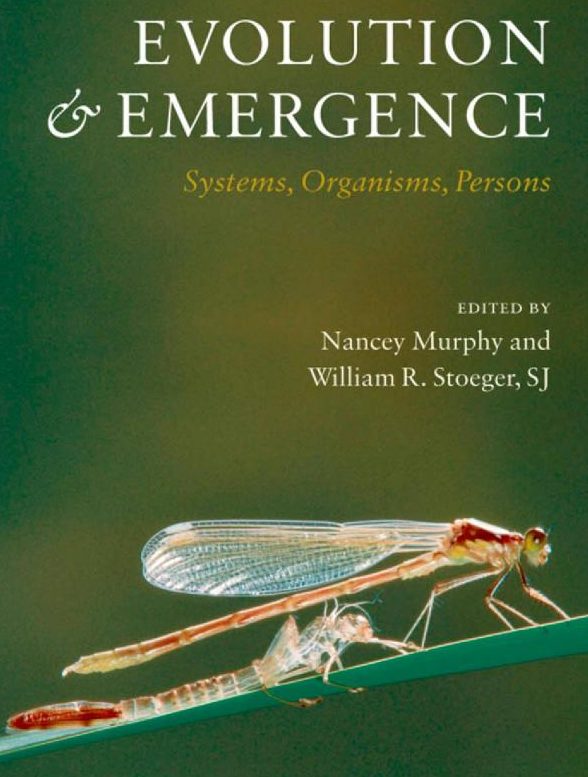 EVOLUTION
& EMERGENCE
Systems, Organisms, Persons
EDITED BY
Nancey Murphy and
William R. Stoeger, SJ